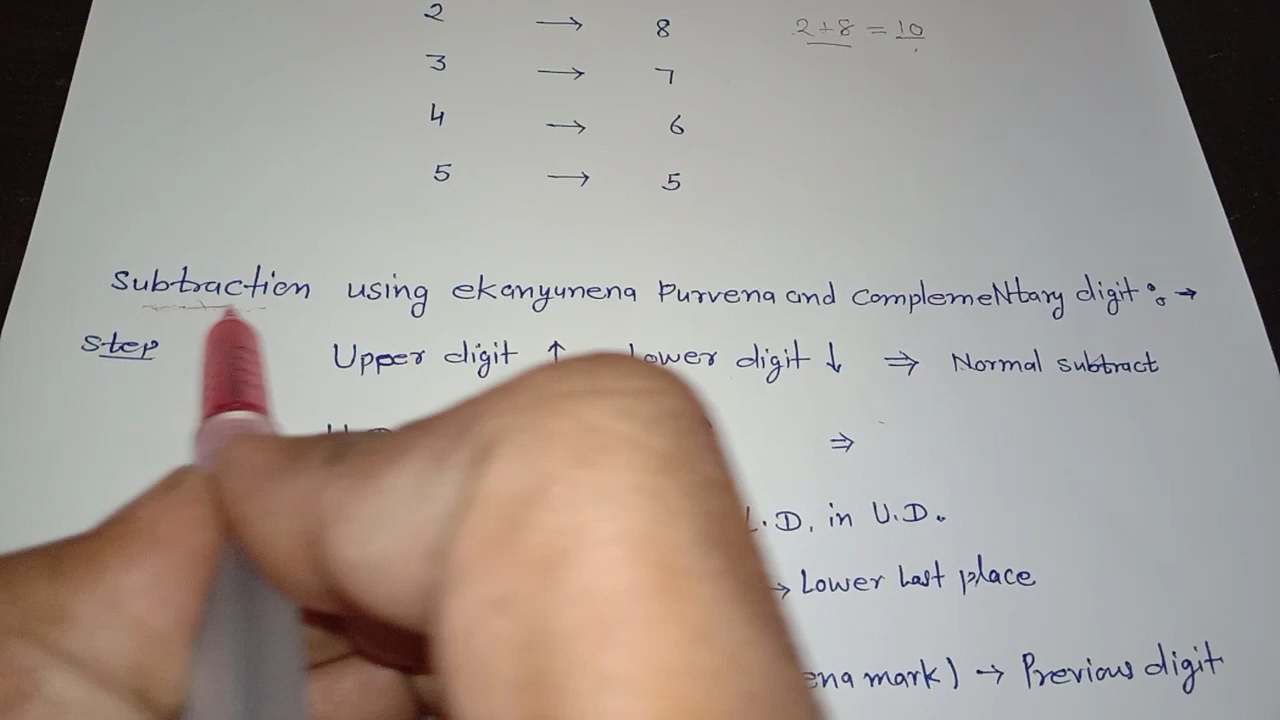 2 → 8 2+8 = 10
3 → 7
4 → 6
5 → 5
Subtraction using ekanyunena Purvena and complemeNtary digit :→
Step Upper digit ↑ Lower digit ↓ ⇒ Normal subtract
⇒
L.D. in U.D.
→ Lower last place
mark) → Previous digit